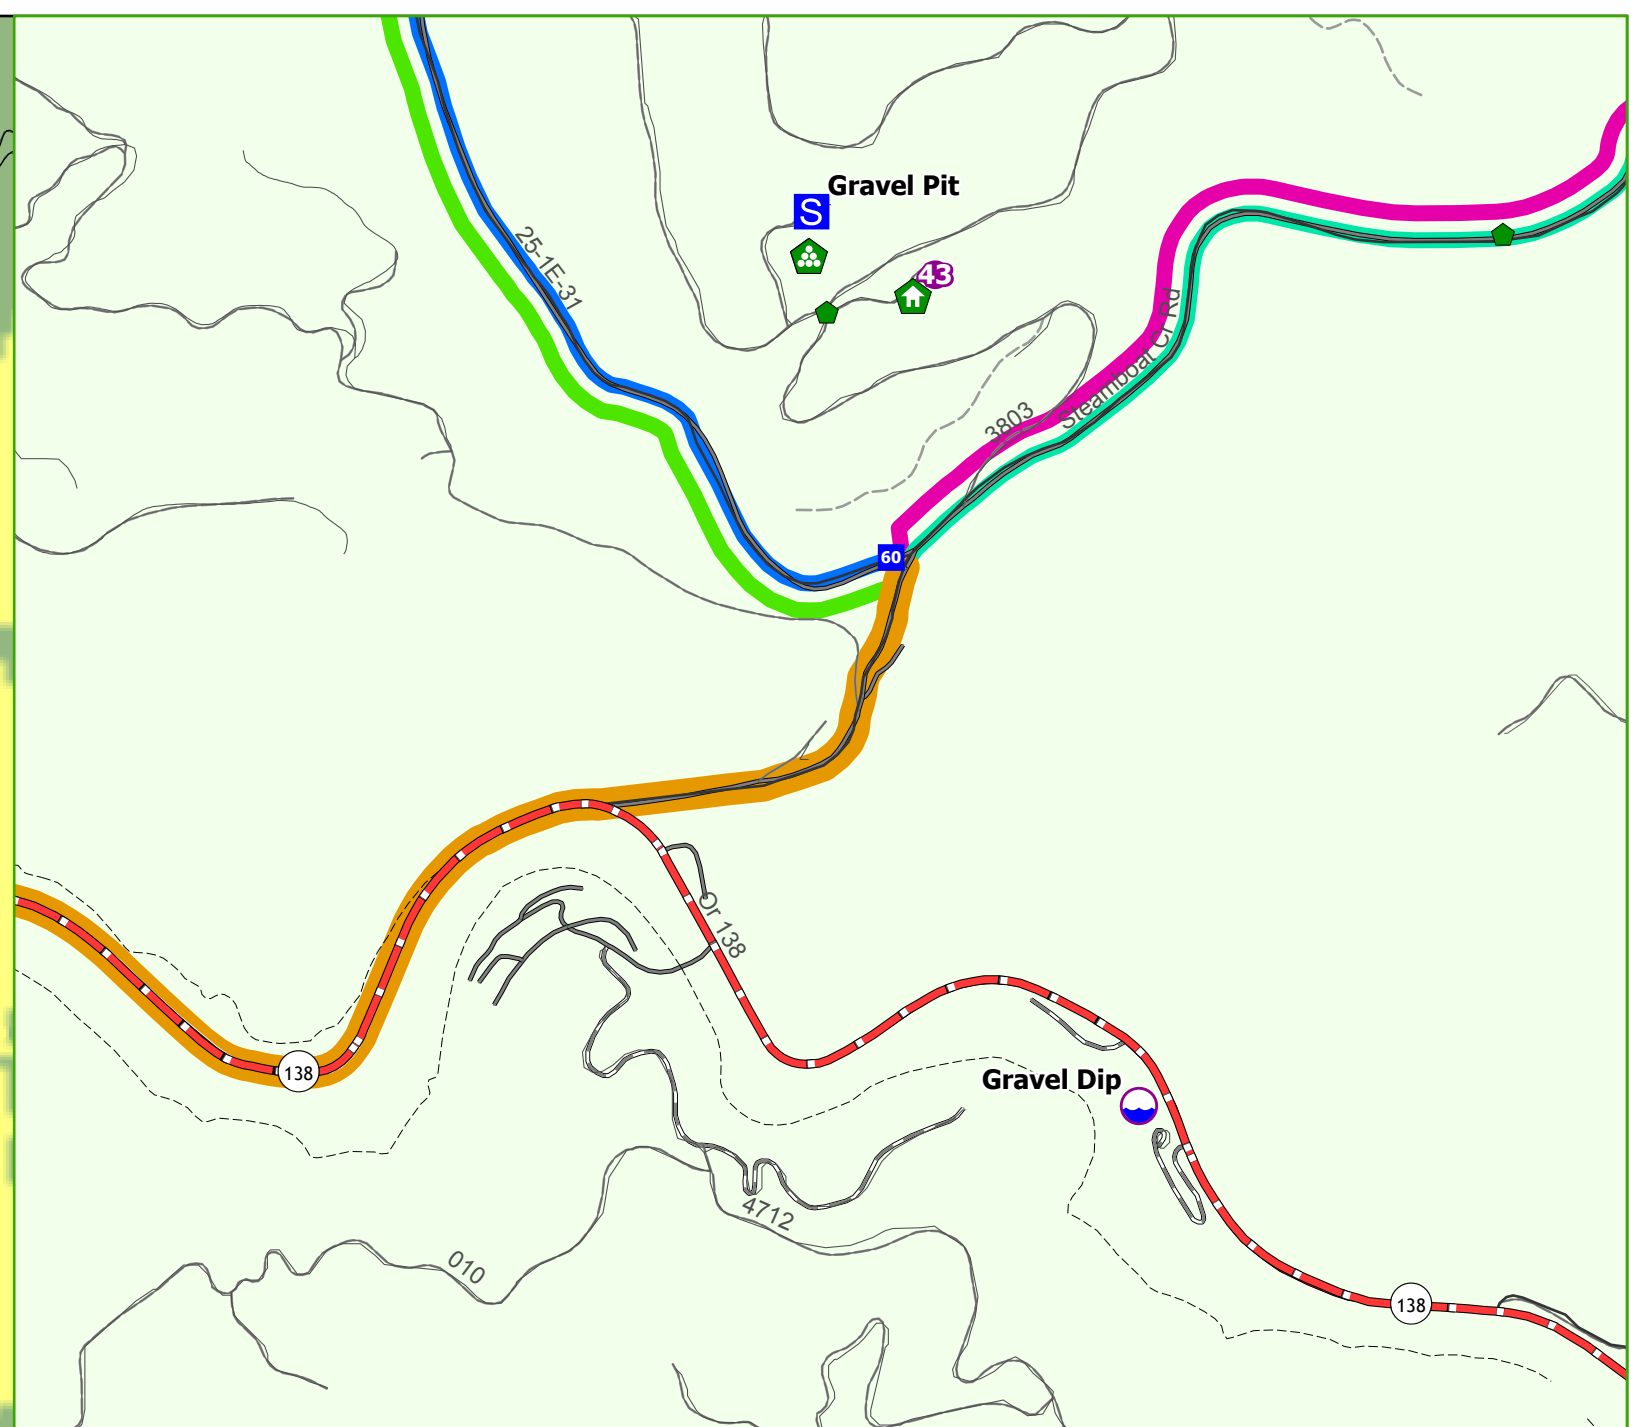 Gravel Pit
S
25-1E-31
43
Steamboat Cr Rd
3803
60
Or 138
138
Gravel Dip
4712
010
138